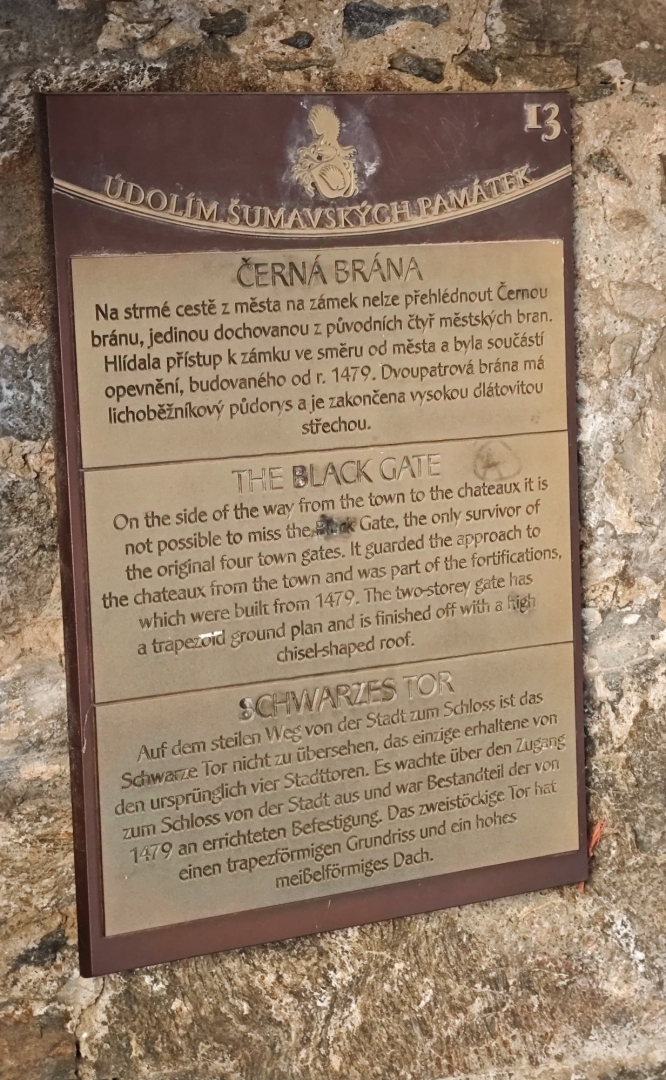 13
ÚDOLÍM ŠUMAVSKÝCH PAMÁTEK
ČERNÁ BRÁNA
Na strmé cestě z města na zámek nelze přehlédnout Černou
bránu, jedinou dochovanou z původních čtyř městských bran.
Hlídala přístup k zámku ve směru od města a byla součástí
opevnění, budovaného od r. 1479. Dvoupatrová brána má
lichoběžníkový půdorys a je zakončena vysokou dlátovitou
střechou.
THE BLACK GATE
On the side of the way from the town to the chateaux it is
not possible to miss the Black Gate, the only survivor of
the original four town gates. It guarded the approach to
the chateaux from the town and was part of the fortifications,
which were built from 1479. The two-storey gate has
a trapezoid ground plan and is finished off with a high
chisel-shaped roof.
SCHWARZES TOR
Auf dem steilen Weg von der Stadt zum Schloss ist das
Schwarze Tor nicht zu übersehen, das einzige erhaltene von
den ursprünglich vier Stadttoren. Es wachte über den Zugang
zum Schloss von der Stadt aus und war Bestandteil der von
1479 an errichteten Befestigung. Das zweistöckige Tor hat
einen trapezförmigen Grundriss und ein hohes
meißelförmiges Dach.